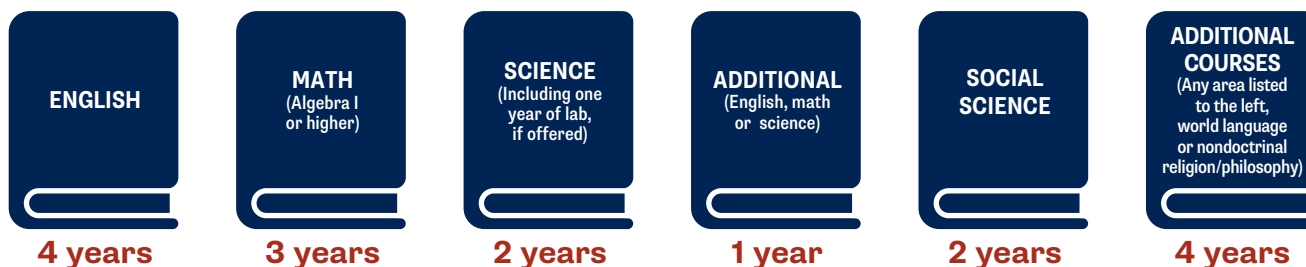 ENGLISH
4 years
MATH
(Algebra I
or higher)
3 years
SCIENCE
(Including one
year of lab,
if offered)
2 years
ADDITIONAL
(English, math
or science)
1 year
SOCIAL
SCIENCE
2 years
ADDITIONAL
COURSES
(Any area listed
to the left,
world language
or nondoctrinal
religion/philosophy)
4 years